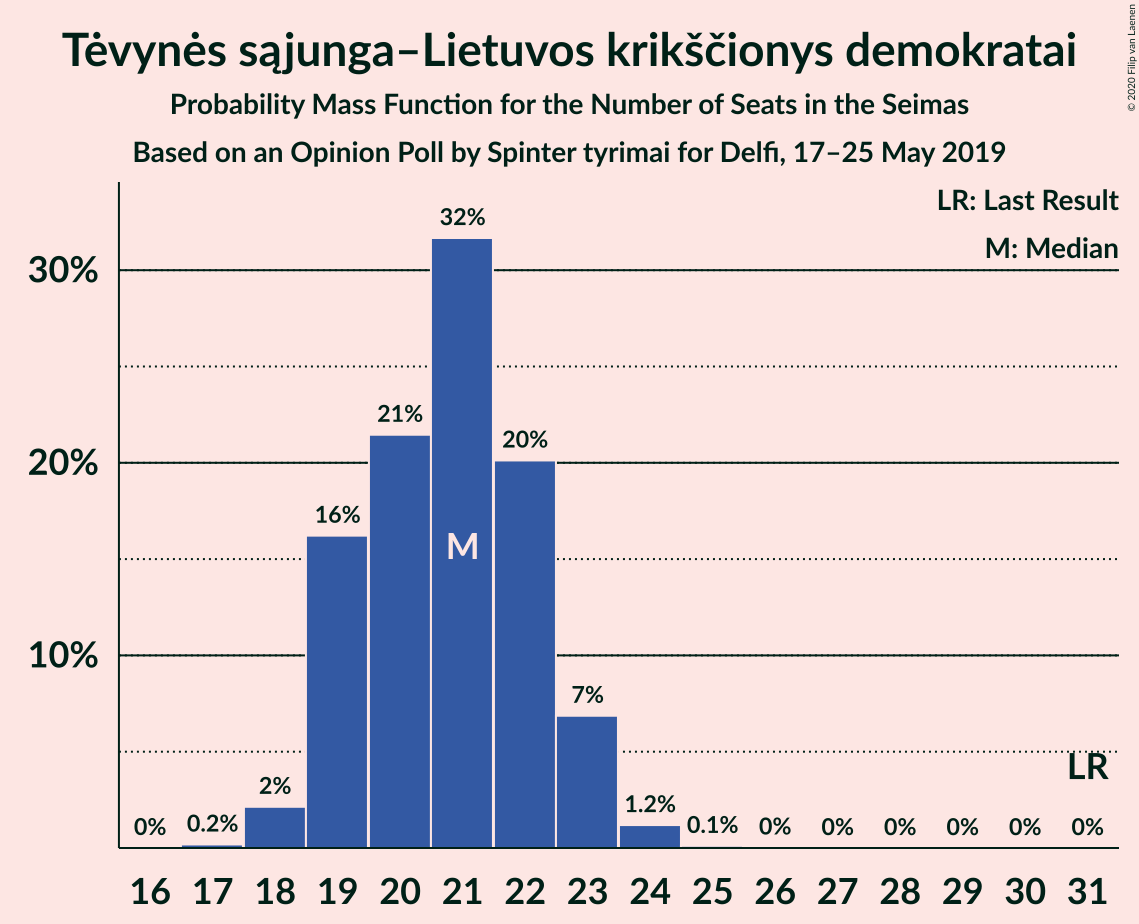 Tėvynės sąjunga–Lietuvos krikščionys demokratai
Probability Mass Function for the Number of Seats in the Seimas
Based on an Opinion Poll by Spinter tyrimai for Delfi, 17–25 May 2019
© 2020 Filip van Laenen
LR: Last Result
M: Median
30%
20%
10%
0%
0.2%
2%
16%
21%
32%
20%
7%
1.2%
0.1%
0%
0%
0%
0%
0%
0%
M
LR
16 17 18 19 20 21 22 23 24 25 26 27 28 29 30 31